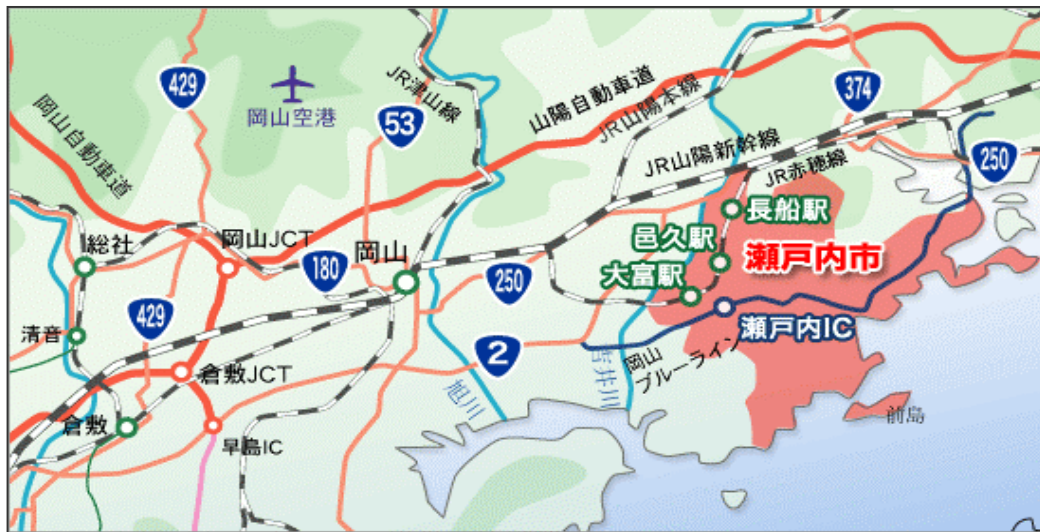 429
岡山空港
53
JR津山線
山陽自動車道
JR山陽本線
374
岡山自動車道
JR山陽新幹線
JR赤穂線
250
長船駅
総社
岡山JCT
180
岡山
250
邑久駅
瀬戸内市
大富駅
429
清音
2
瀬戸内IC
倉敷JCT
旭川
岡山
ブルーライン
吉井川
倉敷
早島IC
前島